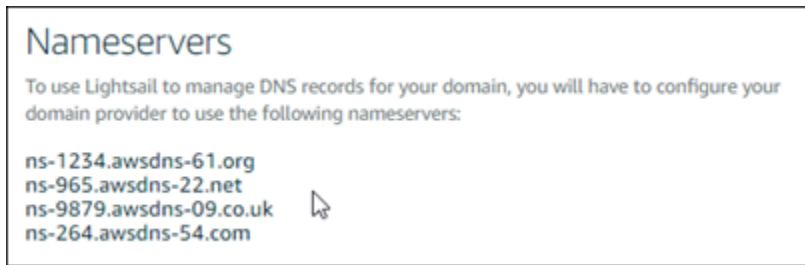 Nameservers
To use Lightsail to manage DNS records for your domain, you will have to configure your
domain provider to use the following nameservers:
ns-1234.awsdns-61.org
ns-965.awsdns-22.net
ns-9879.awsdns-09.co.uk
ns-264.awsdns-54.com